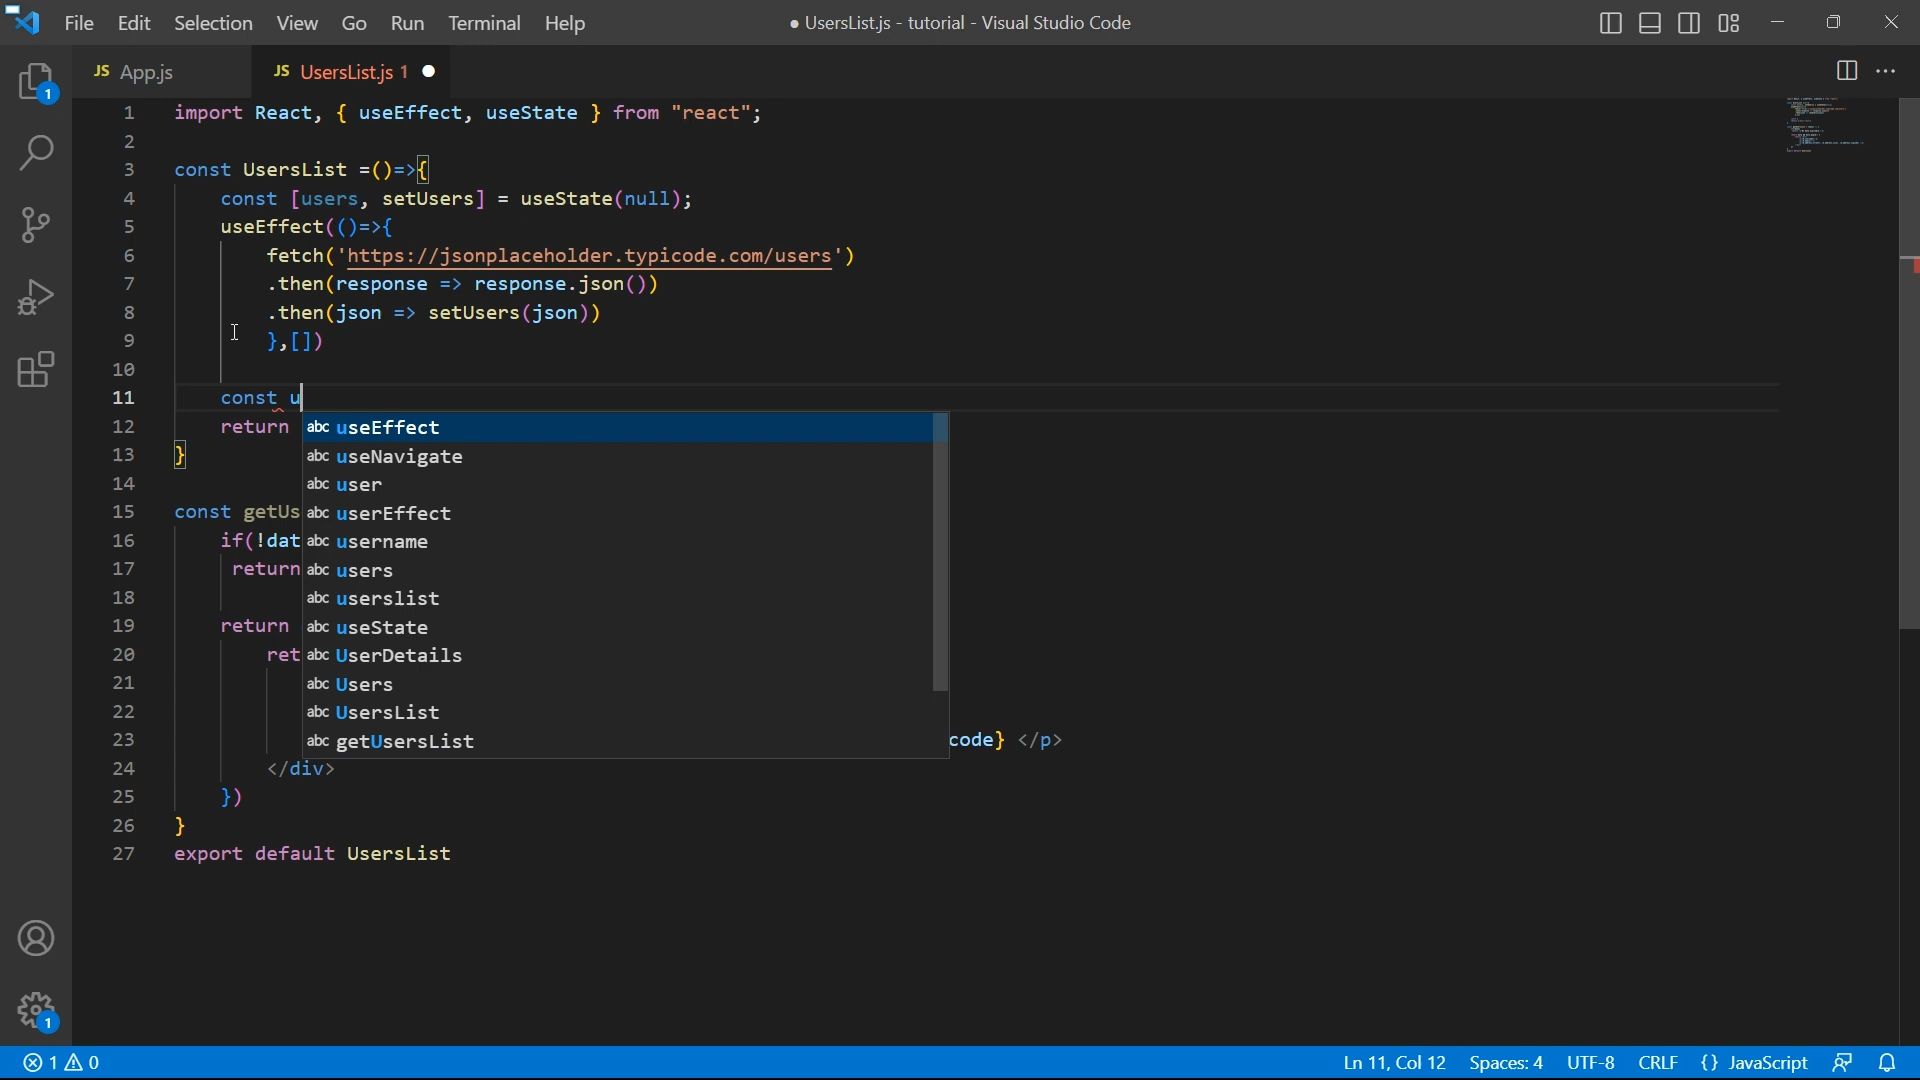 File Edit Selection View Go Run Terminal Help
● UsersList.js - tutorial - Visual Studio Code
JS App.js
JS UsersList.js 1 ●
1
1 import React, { useEffect, useState } from "react";
2
3 const UsersList =()=>{
4 const [users, setUsers] = useState(null);
5 useEffect(()=>{
6 fetch('https://jsonplaceholder.typicode.com/users')
7 .then(response => response.json())
8 .then(json => setUsers(json))
9 },[])
10
11 const u
12 return
abc useEffect
abc useNavigate
13 }
14
abc user
15 const getUs
abc userEffect
16 if(!dat
abc username
17 return
abc users
18
abc userslist
19 return
abc useState
20 ret
abc UserDetails
21
abc Users
22
abc UsersList
23
abc getUsersList
code} </p>
24 </div>
25 })
26 }
27 export default UsersList
1
1 0
Ln 11, Col 12 Spaces: 4 UTF-8 CRLF {} JavaScript